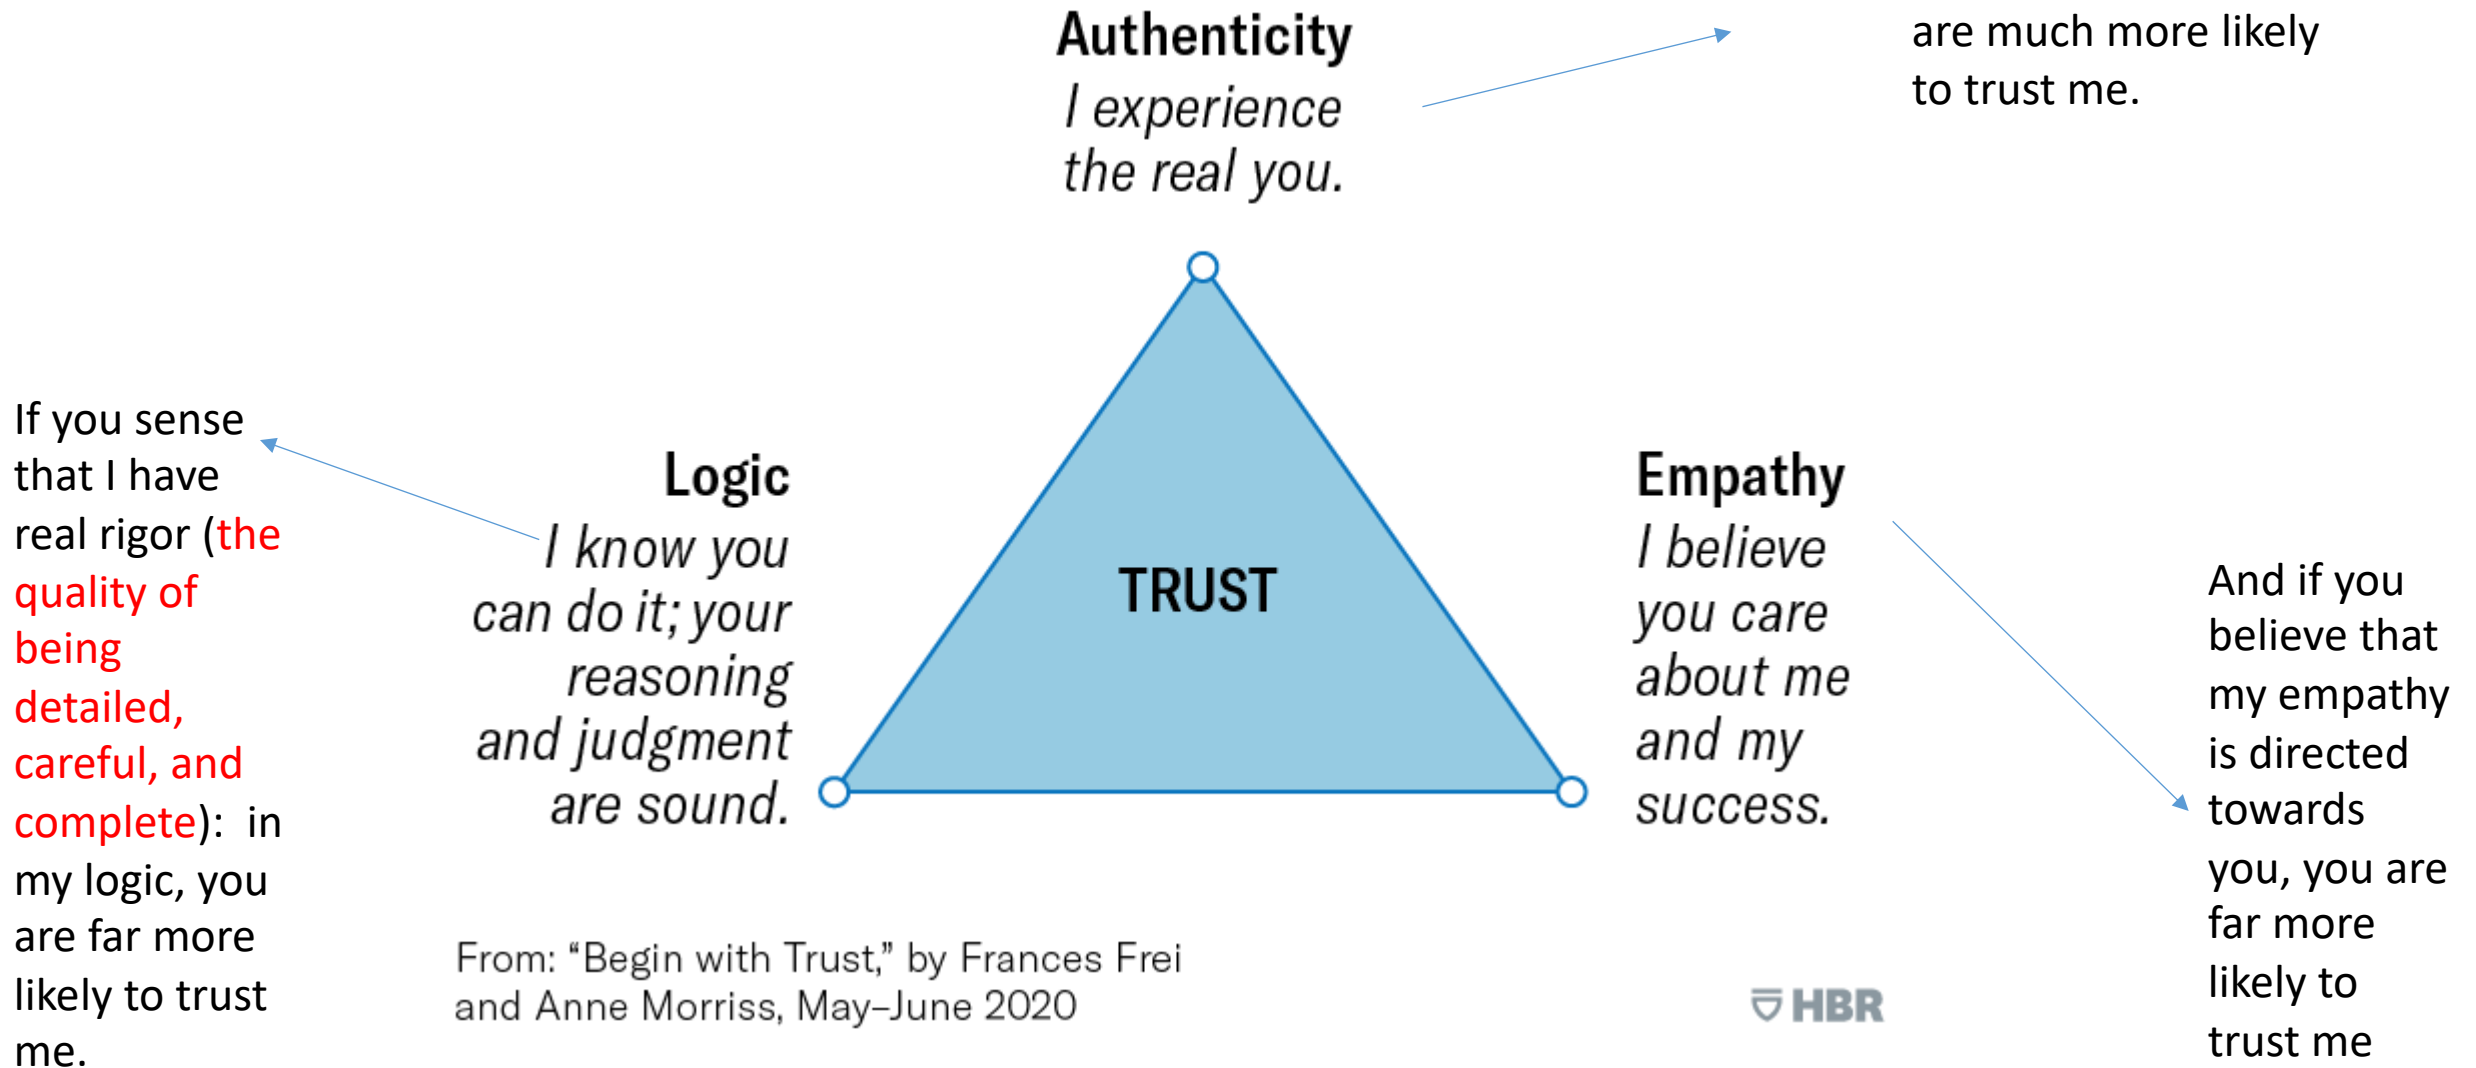 Authenticity
I experience
the real you.
are much more likely
to trust me.
If you sense
that I have
real rigor (the
quality of
being
detailed,
careful, and
complete):  in
my logic, you
are far more
likely to trust
me.
Logic
I know you
can do it; your
reasoning
and judgment
are sound.
TRUST
Empathy
I believe
you care
about me
and my
success.
And if you
believe that
my empathy
is directed
towards
you, you are
far more
likely to
trust me
From: “Begin with Trust,” by Frances Frei
and Anne Morriss, May–June 2020
HBR